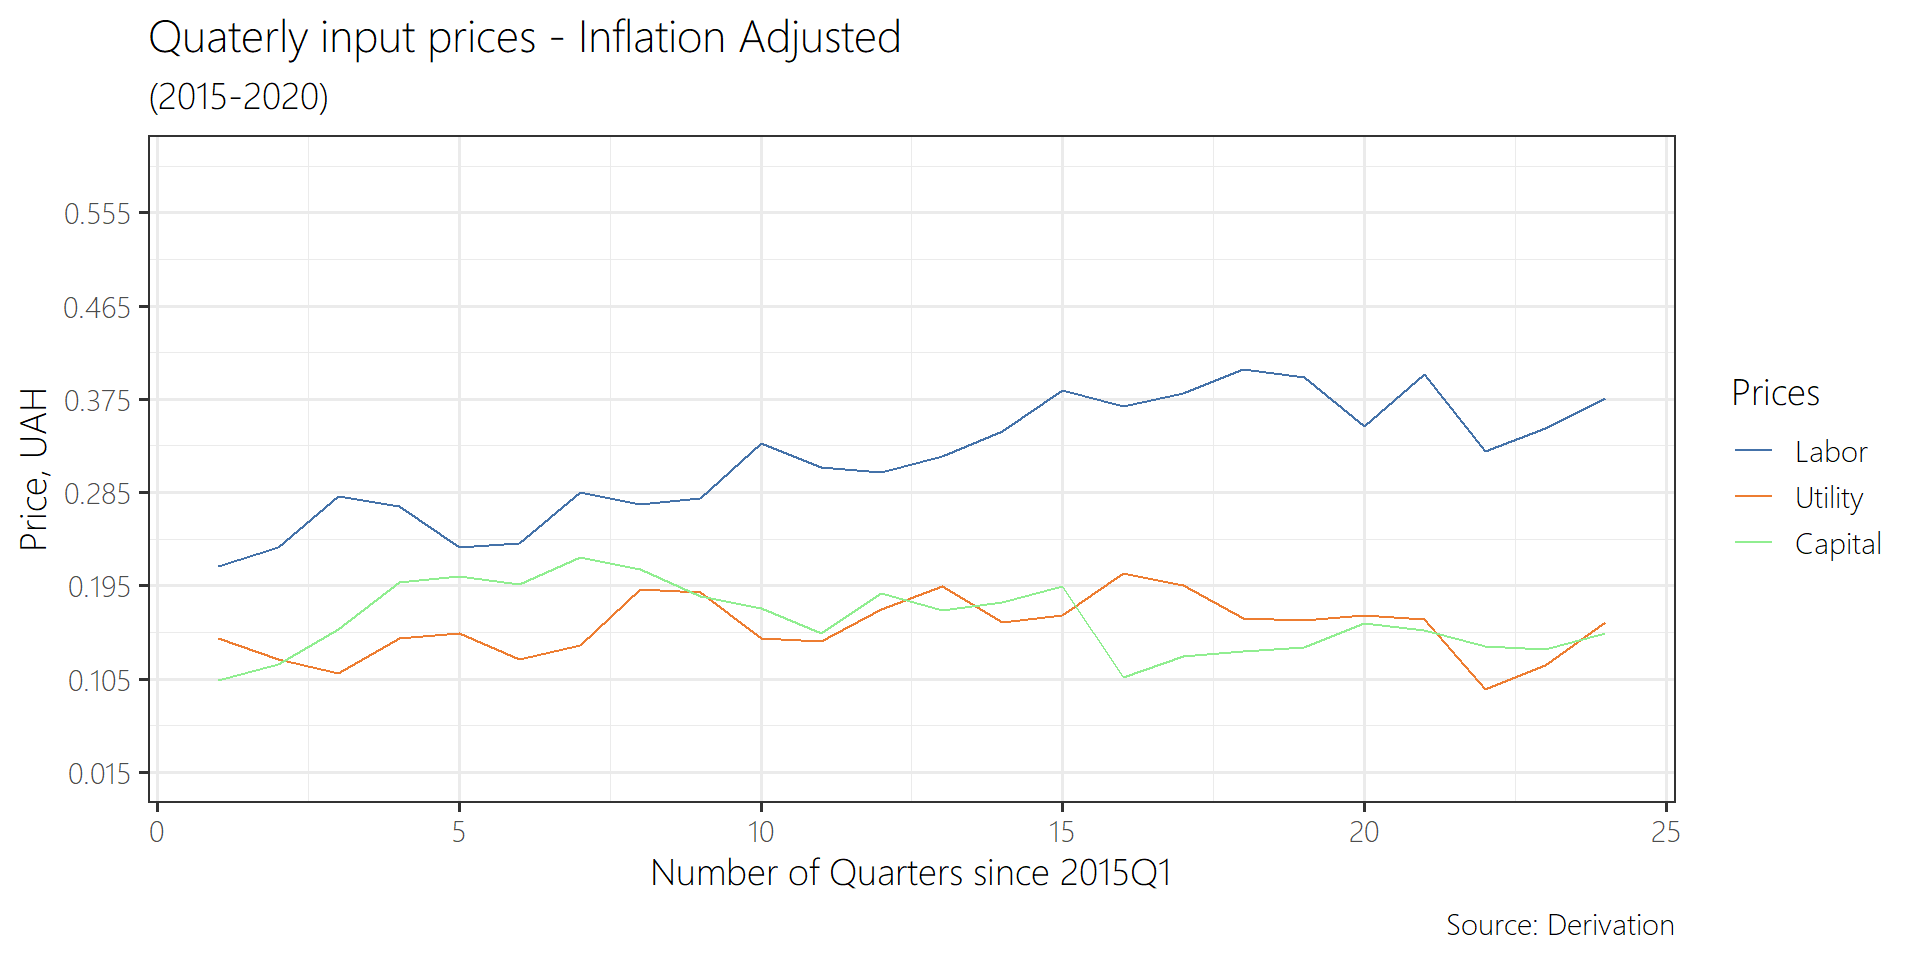 Quaterly input prices - Inflation Adjusted
(2015-2020)
Price, UAH
0.555
0.465
0.375
0.285
0.195
0.105
0.015
0 5 10 15 20 25
Number of Quarters since 2015Q1
Prices
Labor
Utility
Capital
Source: Derivation